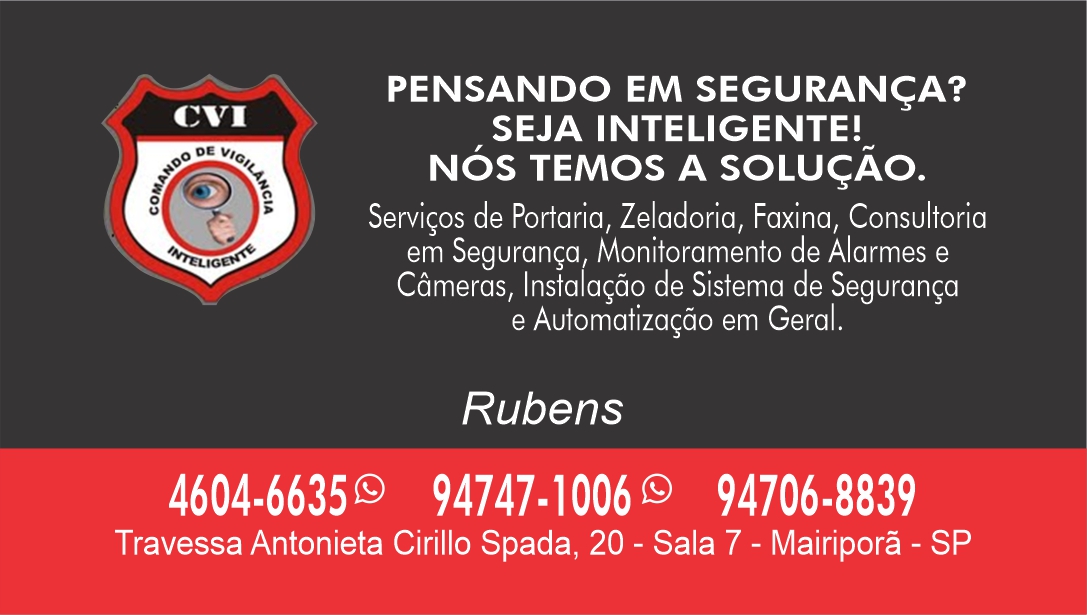 CVI
COMANDO DE VIGILÂNCIA
INTELIGENTE
PENSANDO EM SEGURANÇA?
SEJA INTELIGENTE!
NÓS TEMOS A SOLUÇÃO.
Serviços de Portaria, Zeladoria, Faxina, Consultoria
em Segurança, Monitoramento de Alarmes e
Câmeras, Instalação de Sistema de Segurança
e Automatização em Geral.
Rubens
4604-6635 94747-1006 94706-8839
Travessa Antonieta Cirillo Spada, 20 - Sala 7 - Mairiporã - SP